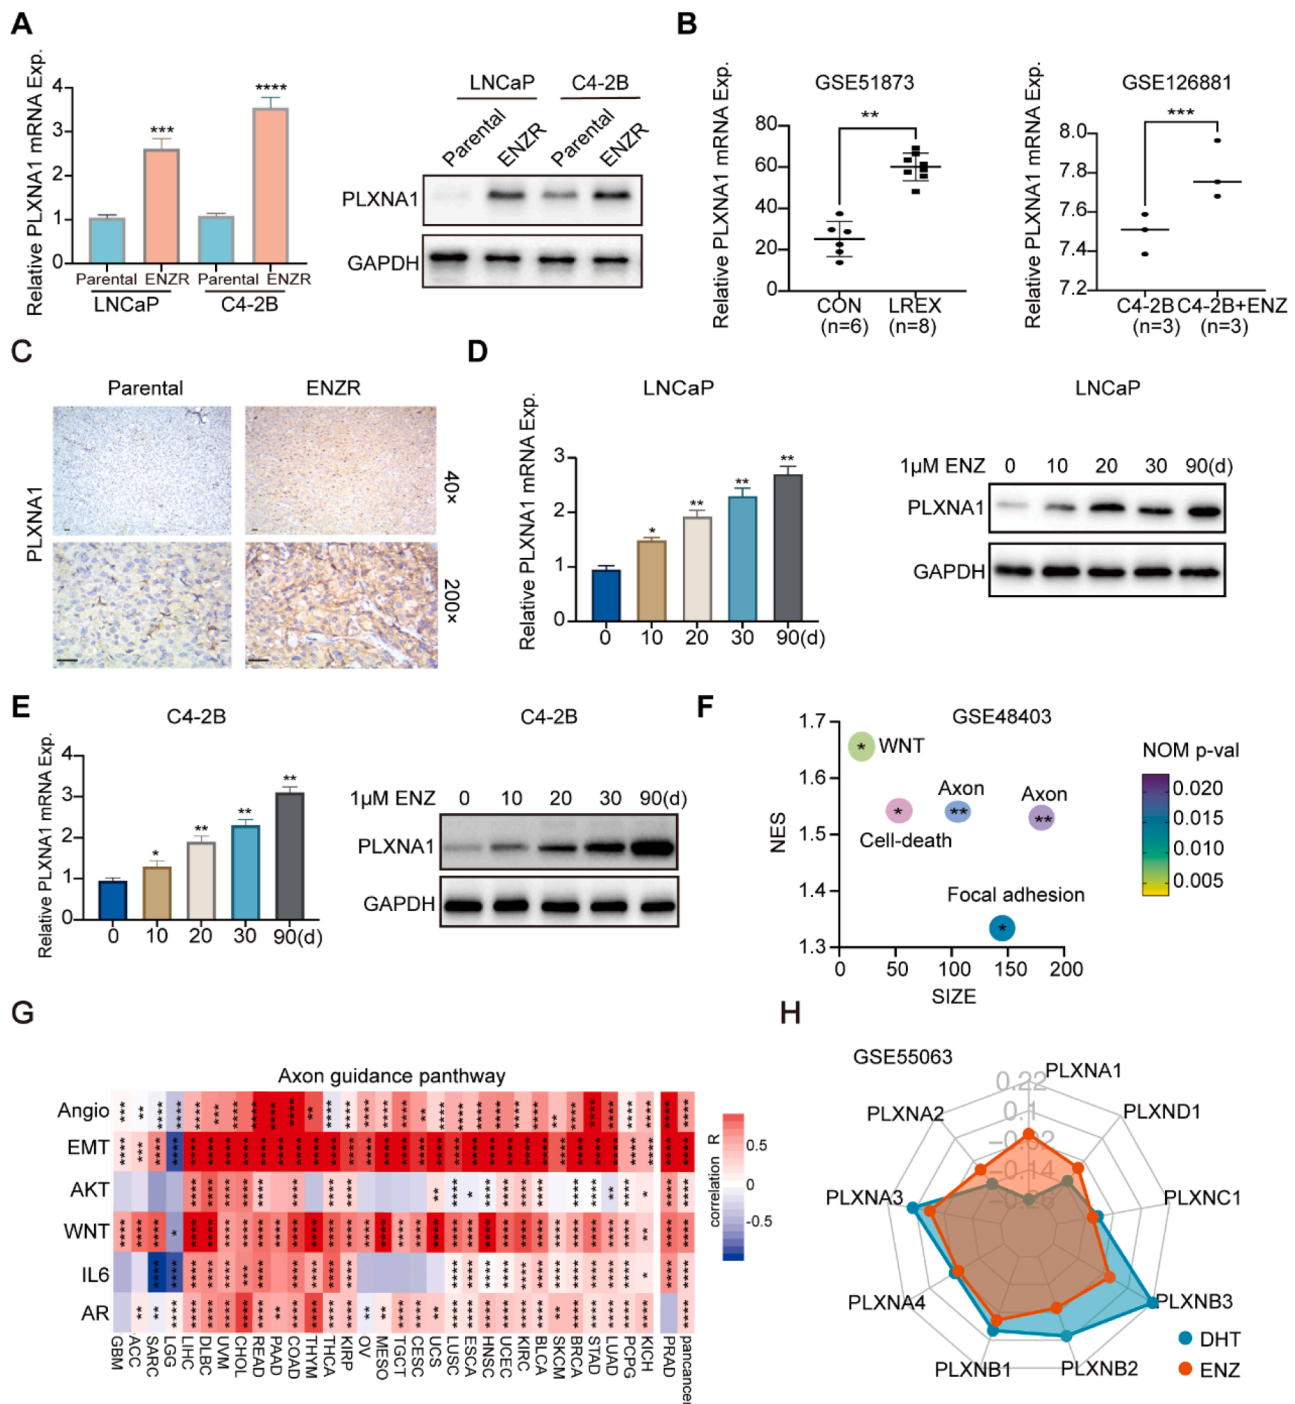 A
Relative PLXNA1 mRNA Exp.
4
3
2
1
0
***
****
Parental ENZR Parental ENZR
LNCaP C4-2B
LNCaP C4-2B
Parental ENZR Parental ENZR
PLXNA1
GAPDH
B
Relative PLXNA1 mRNA Exp.
GSE51873
**
80
60
40
20
0
CON LREX
(n=6) (n=8)
Relative PLXNA1 mRNA Exp.
GSE126881
***
8.0
7.8
7.6
7.4
7.2
C4-2B C4-2B+ENZ
(n=3) (n=3)
C
Parental ENZR
PLXNA1
40×
200×
D
LNCaP
Relative PLXNA1 mRNA Exp.
3
2
1
0
* ** ** **
0 10 20 30 90(d)
LNCaP
1μM ENZ 0 10 20 30 90(d)
PLXNA1
GAPDH
E
C4-2B
Relative PLXNA1 mRNA Exp.
4
3
2
1
0
* ** ** **
0 10 20 30 90(d)
C4-2B
1μM ENZ 0 10 20 30 90(d)
PLXNA1
GAPDH
F
GSE48403
NES
1.7
1.6
1.5
1.4
1.3
* WNT
* Cell-death
Axon **
Axon **
Focal adhesion
*
0 50 100 150 200
SIZE
NOM p-val
0.020
0.015
0.010
0.005
G
Axon guidance panthway
Angio
EMT
AKT
WNT
IL6
AR
GBM ACC SARC LGG LIHC DLBC UVM CHOL READ PAAD COAD THYM THCA KIRP OV MESO TGCT CESC UCS LUSC ESCA HNSC UCEC KIRC BLCA SKCM BRCA STAD LUAD PCPG KICH PRAD pancancer
correlation R
0.5
0
-0.5
H
GSE55063
0.22
0.1
−0.02
−0.14
PLXNA1
PLXND1
PLXNC1
PLXNB3
PLXNB2
PLXNB1
PLXNA4
PLXNA3
PLXNA2
DHT
ENZ